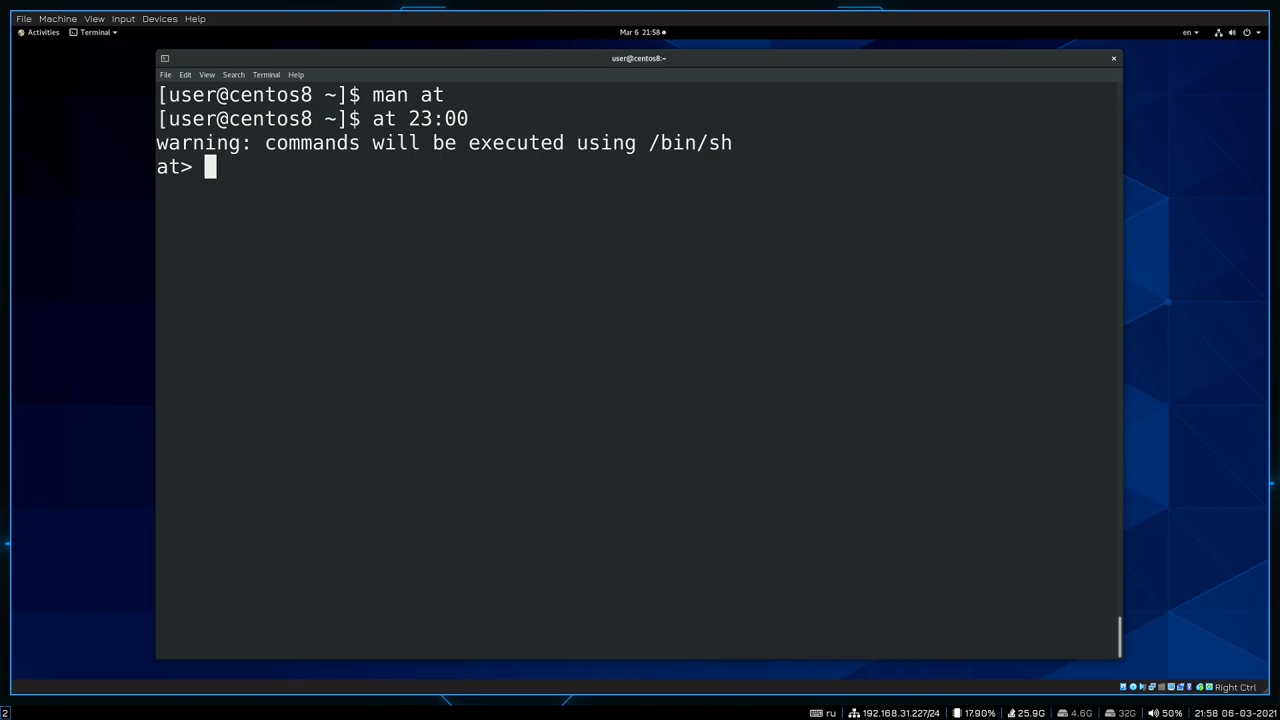 File Machine View Input Devices Help
Activities Terminal Mar 6 21:58 en
user@centos8:~
File Edit View Search Terminal Help
[user@centos8 ~]$ man at
[user@centos8 ~]$ at 23:00
warning: commands will be executed using /bin/sh
at>
Right Ctrl
2 ru 192.168.31.227/24 17.90% 25.9G 4.6G 32G 50% 21:58 06-03-2021